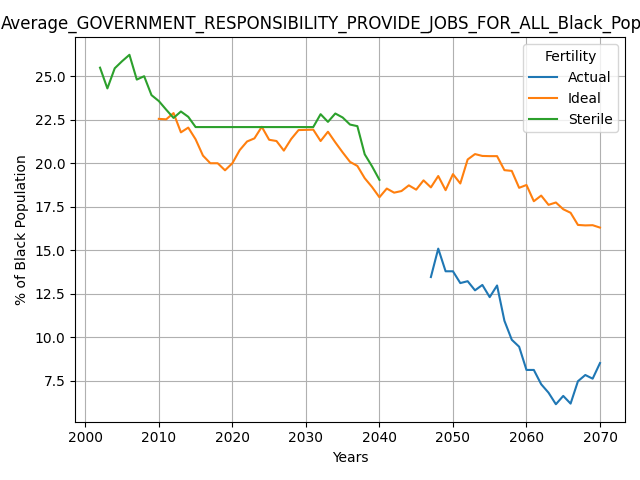 Average_GOVERNMENT_RESPONSIBILITY_PROVIDE_JOBS_FOR_ALL_Black_Pop
Fertility
Actual
Ideal
Sterile
% of Black Population
25.0
22.5
20.0
17.5
15.0
12.5
10.0
7.5
2000 2010 2020 2030 2040 2050 2060 2070
Years